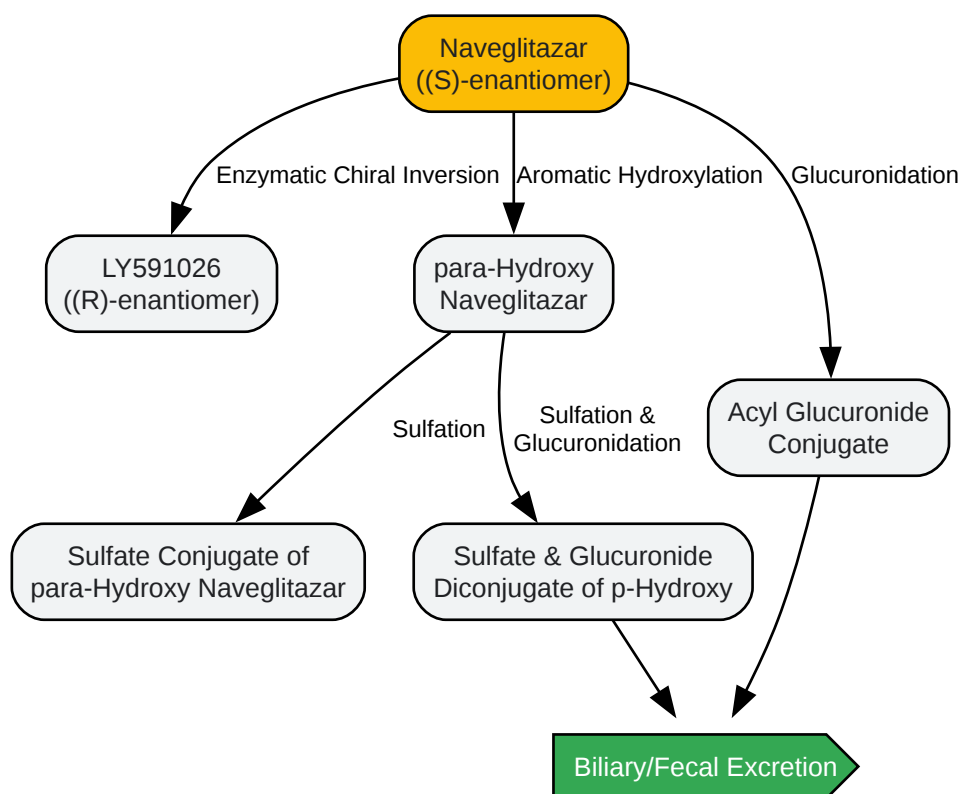 Naveglitazar
((S)-enantiomer)
Enzymatic Chiral Inversion
Aromatic Hydroxylation
Glucuronidation
LY591026
((R)-enantiomer)
para-Hydroxy
Naveglitazar
Acyl Glucuronide
Conjugate
Sulfation
Sulfation &
Glucuronidation
Sulfate Conjugate of
para-Hydroxy Naveglitazar
Sulfate & Glucuronide
Diconjugate of p-Hydroxy
Biliary/Fecal Excretion